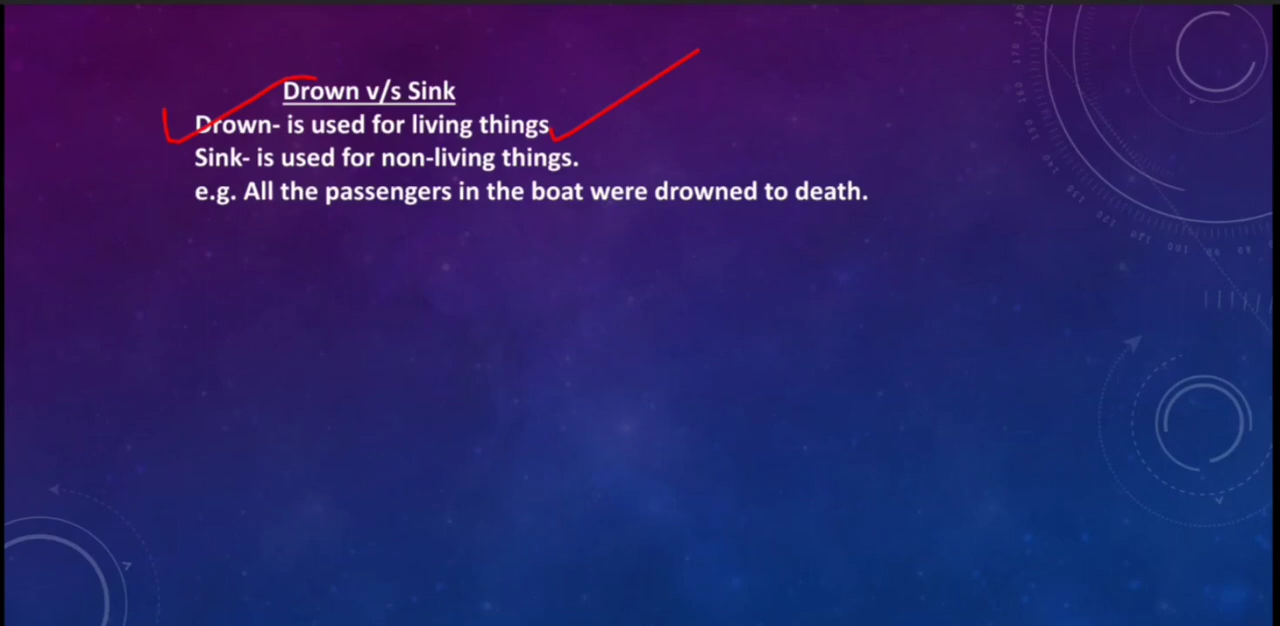 Drown v/s Sink
Drown- is used for living things
Sink- is used for non-living things.
e.g. All the passengers in the boat were drowned to death.